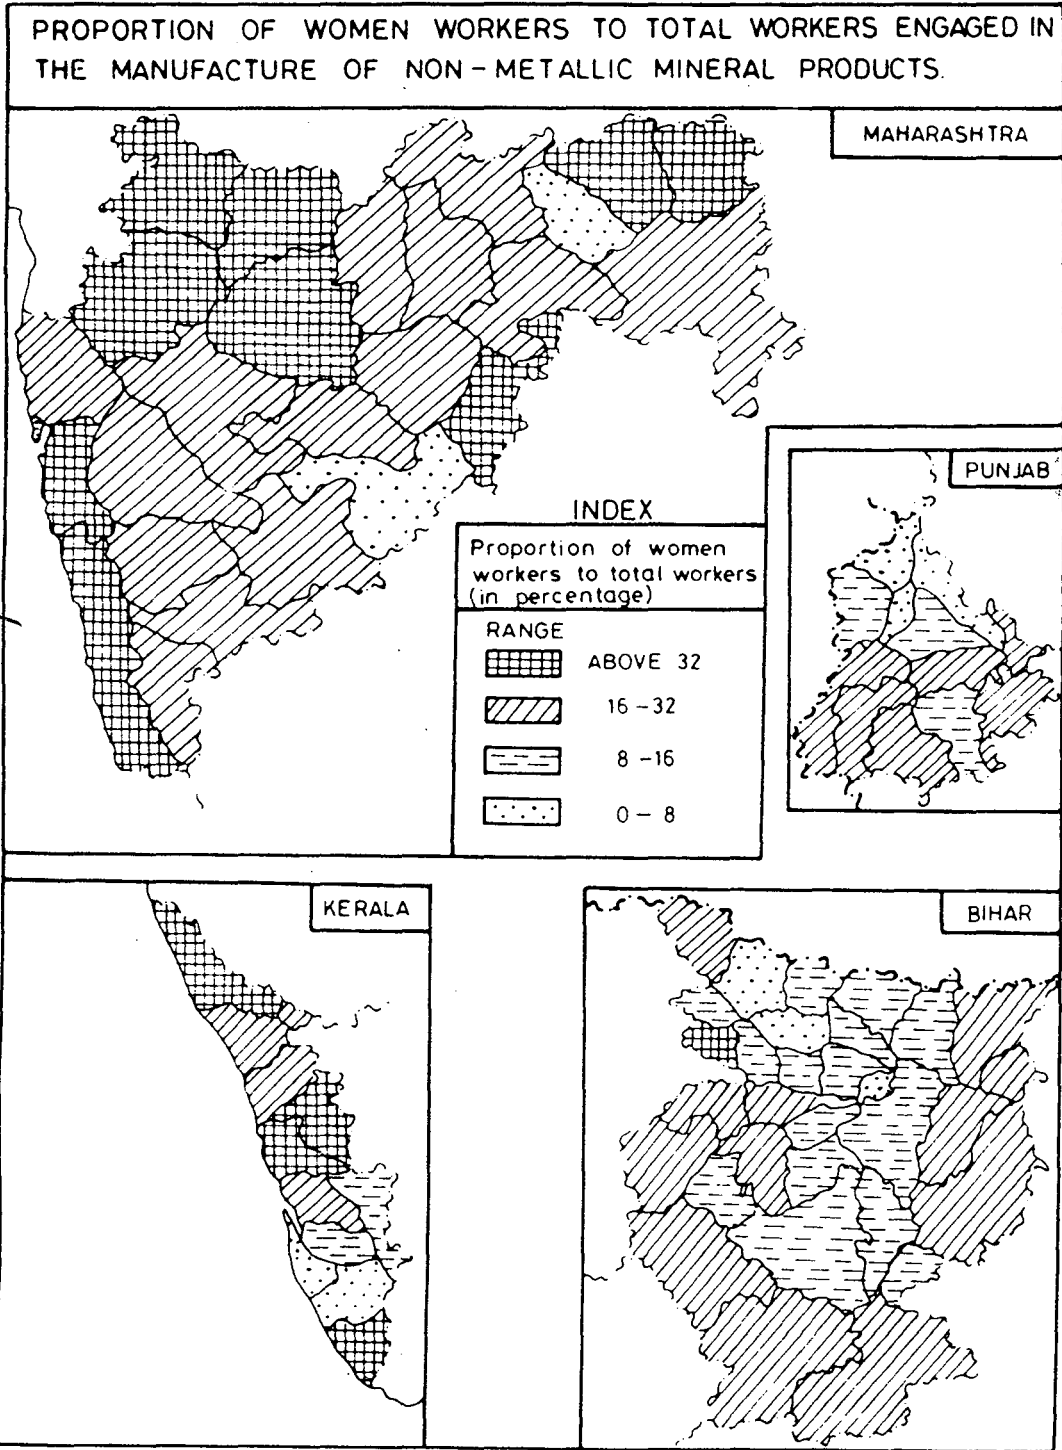 PROPORTION OF WOMEN WORKERS TO TOTAL WORKERS ENGAGED IN
THE MANUFACTURE OF NON-METALLIC MINERAL PRODUCTS.
MAHARASHTRA
PUNJAB
INDEX
Proportion of women
workers to total workers
(in percentage)
RANGE
ABOVE 32
16-32
8-16
0-8
KERALA
BIHAR